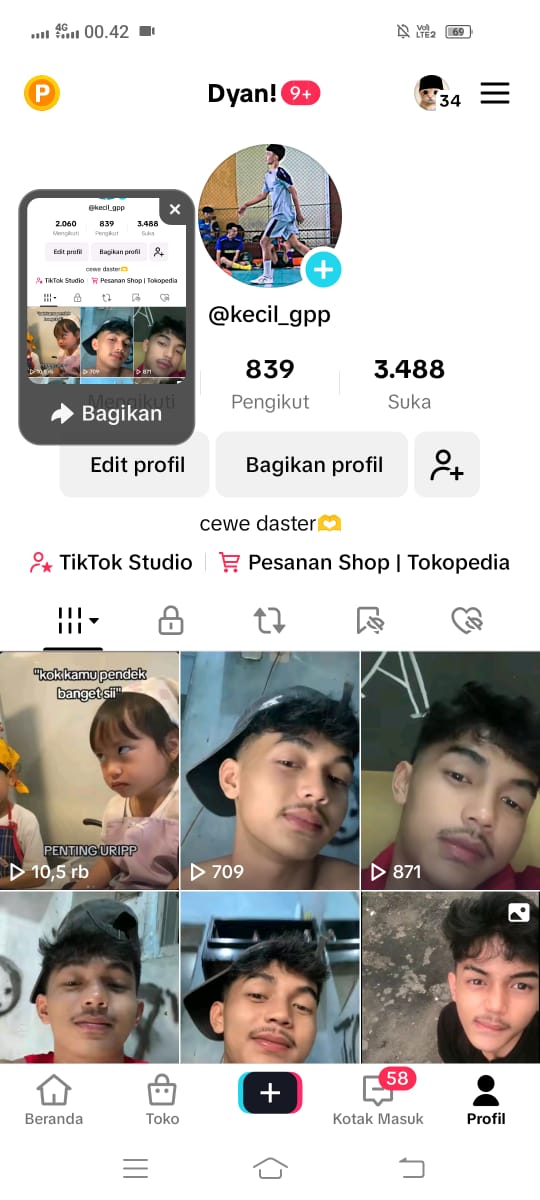 4G 00.42 VoI LTE2 69
P Dyan! 9+ 34
@kecil_gpp
2.060 839 3.488
Mengikuti Pengikut Suka
Edit profil Bagikan profil
cewe daster🫶
TikTok Studio Pesanan Shop | Tokopedia
10,5 rb 709 871
Bagikan
@kecil_gpp
839 3.488
Mengikuti Pengikut Suka
Edit profil Bagikan profil
cewe daster🫶
TikTok Studio Pesanan Shop | Tokopedia
"kok kamu pendek
banget sii"
PENTING URIPP
10,5 rb 709 871
Beranda Toko Kotak Masuk 58 Profil